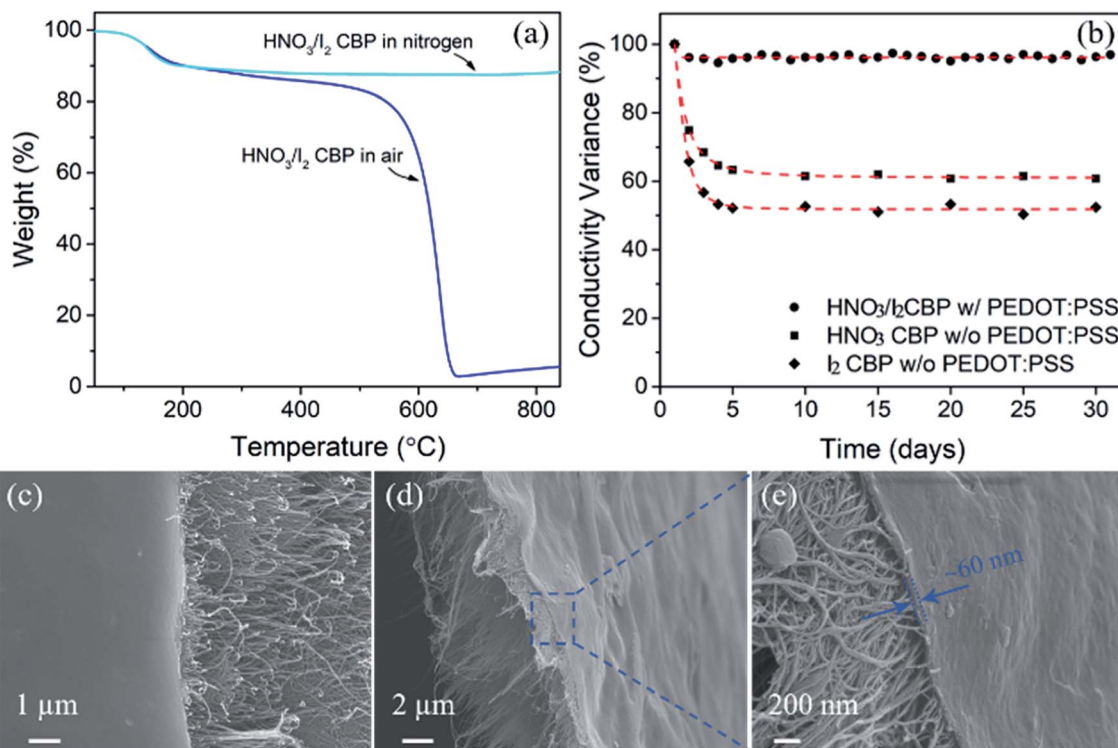 (a)
HNO₃/I₂ CBP in nitrogen
HNO₃/I₂ CBP in air
Weight (%)
100
80
60
40
20
0
200
400
600
800
Temperature (°C)
(b)
Conductivity Variance (%)
100
80
60
40
20
0
HNO₃/I₂CBP w/ PEDOT:PSS
HNO₃ CBP w/o PEDOT:PSS
I₂ CBP w/o PEDOT:PSS
0
5
10
15
20
25
30
Time (days)
(c)
1 µm
(d)
2 µm
(e)
~60 nm
200 nm